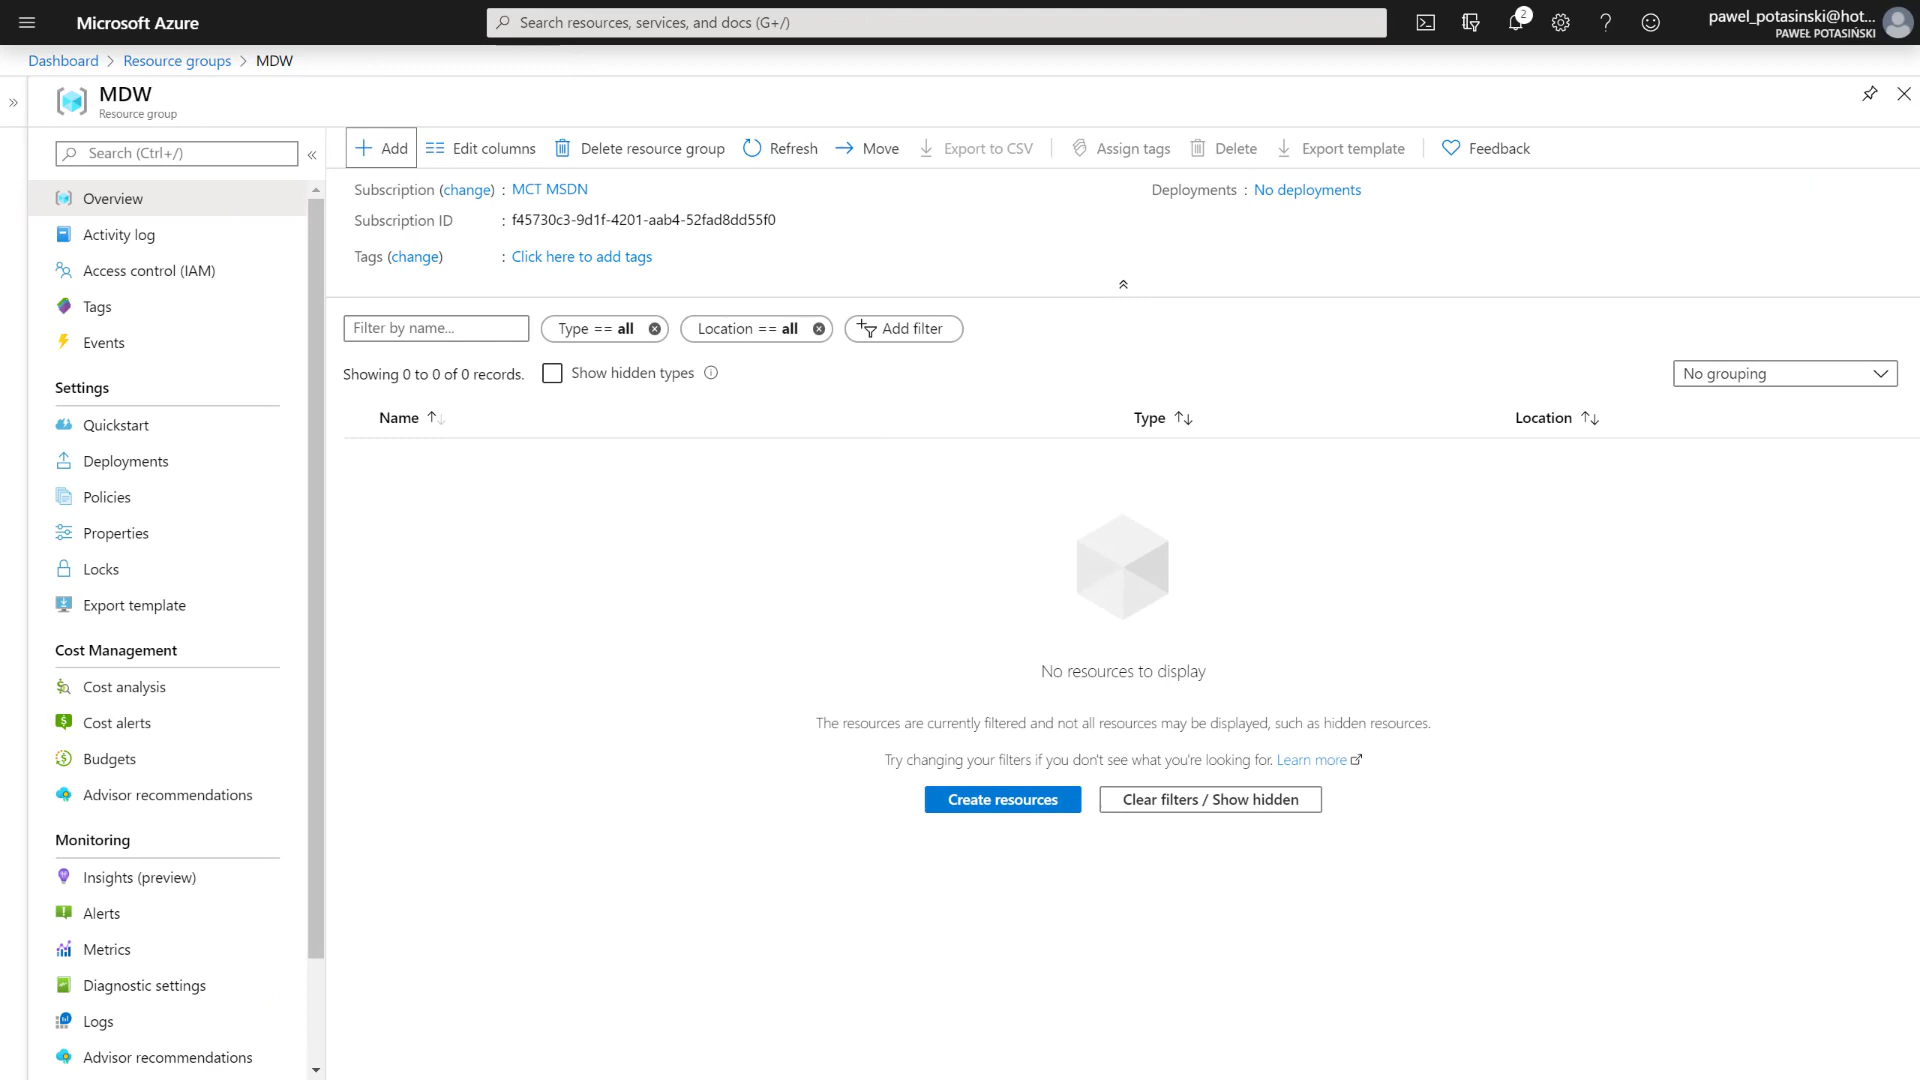 Microsoft Azure
Search resources, services, and docs (G+/)
2
pawel_potasinski@hot...
PAWEŁ POTASIŃSKI
Dashboard > Resource groups > MDW
MDW
Resource group
Search (Ctrl+/)
Overview
Activity log
Access control (IAM)
Tags
Events
Settings
Quickstart
Deployments
Policies
Properties
Locks
Export template
Cost Management
Cost analysis
Cost alerts
Budgets
Advisor recommendations
Monitoring
Insights (preview)
Alerts
Metrics
Diagnostic settings
Logs
Advisor recommendations
Add Edit columns Delete resource group Refresh Move Export to CSV Assign tags Delete Export template Feedback
Subscription (change) : MCT MSDN
Deployments : No deployments
Subscription ID : f45730c3-9d1f-4201-aab4-52fad8dd55f0
Tags (change) : Click here to add tags
Filter by name... Type == all Location == all Add filter
Showing 0 to 0 of 0 records. Show hidden types No grouping
Name Type Location
No resources to display
The resources are currently filtered and not all resources may be displayed, such as hidden resources.
Try changing your filters if you don't see what you're looking for. Learn more
Create resources Clear filters / Show hidden